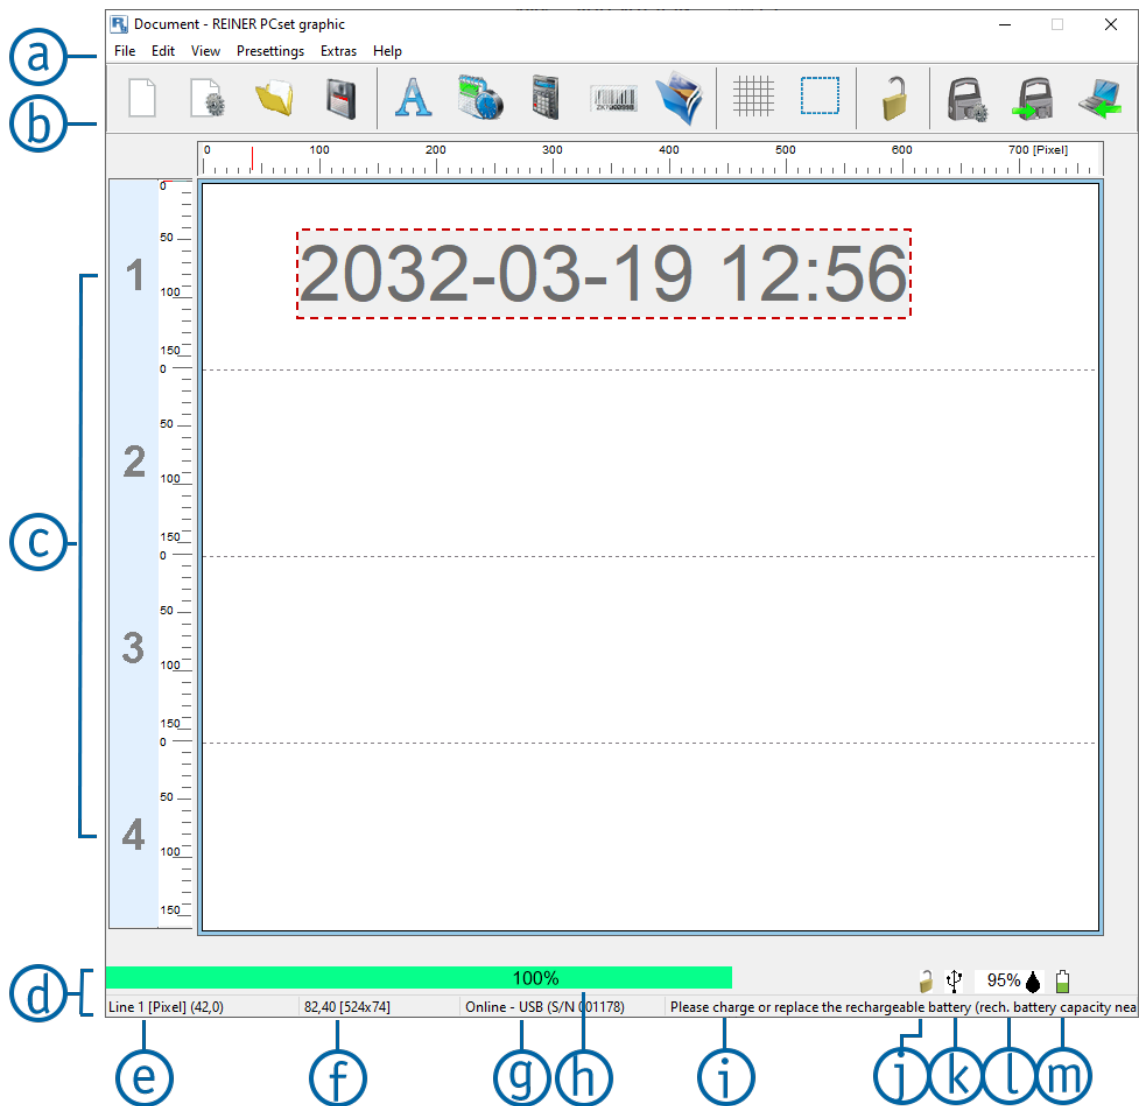 Document - REINER PCset graphic
a
File Edit View Presettings Extras Help
b
A
0 100 200 300 400 500 600 700 [Pixel]
0
50
1
100
2032-03-19 12:56
150
0
50
2
100
c
150
0
50
3
100
150
0
50
4
100
150
d
100%
95%
Line 1 [Pixel] (42,0) 82,40 [524x74] Online - USB (S/N 001178) Please charge or replace the rechargeable battery (rech. battery capacity nea
e f g h i j k l m